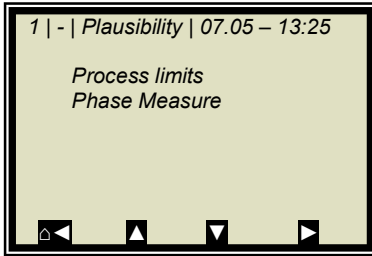 1 | - | Plausibility | 07.05 – 13:25
Process limits
Phase Measure